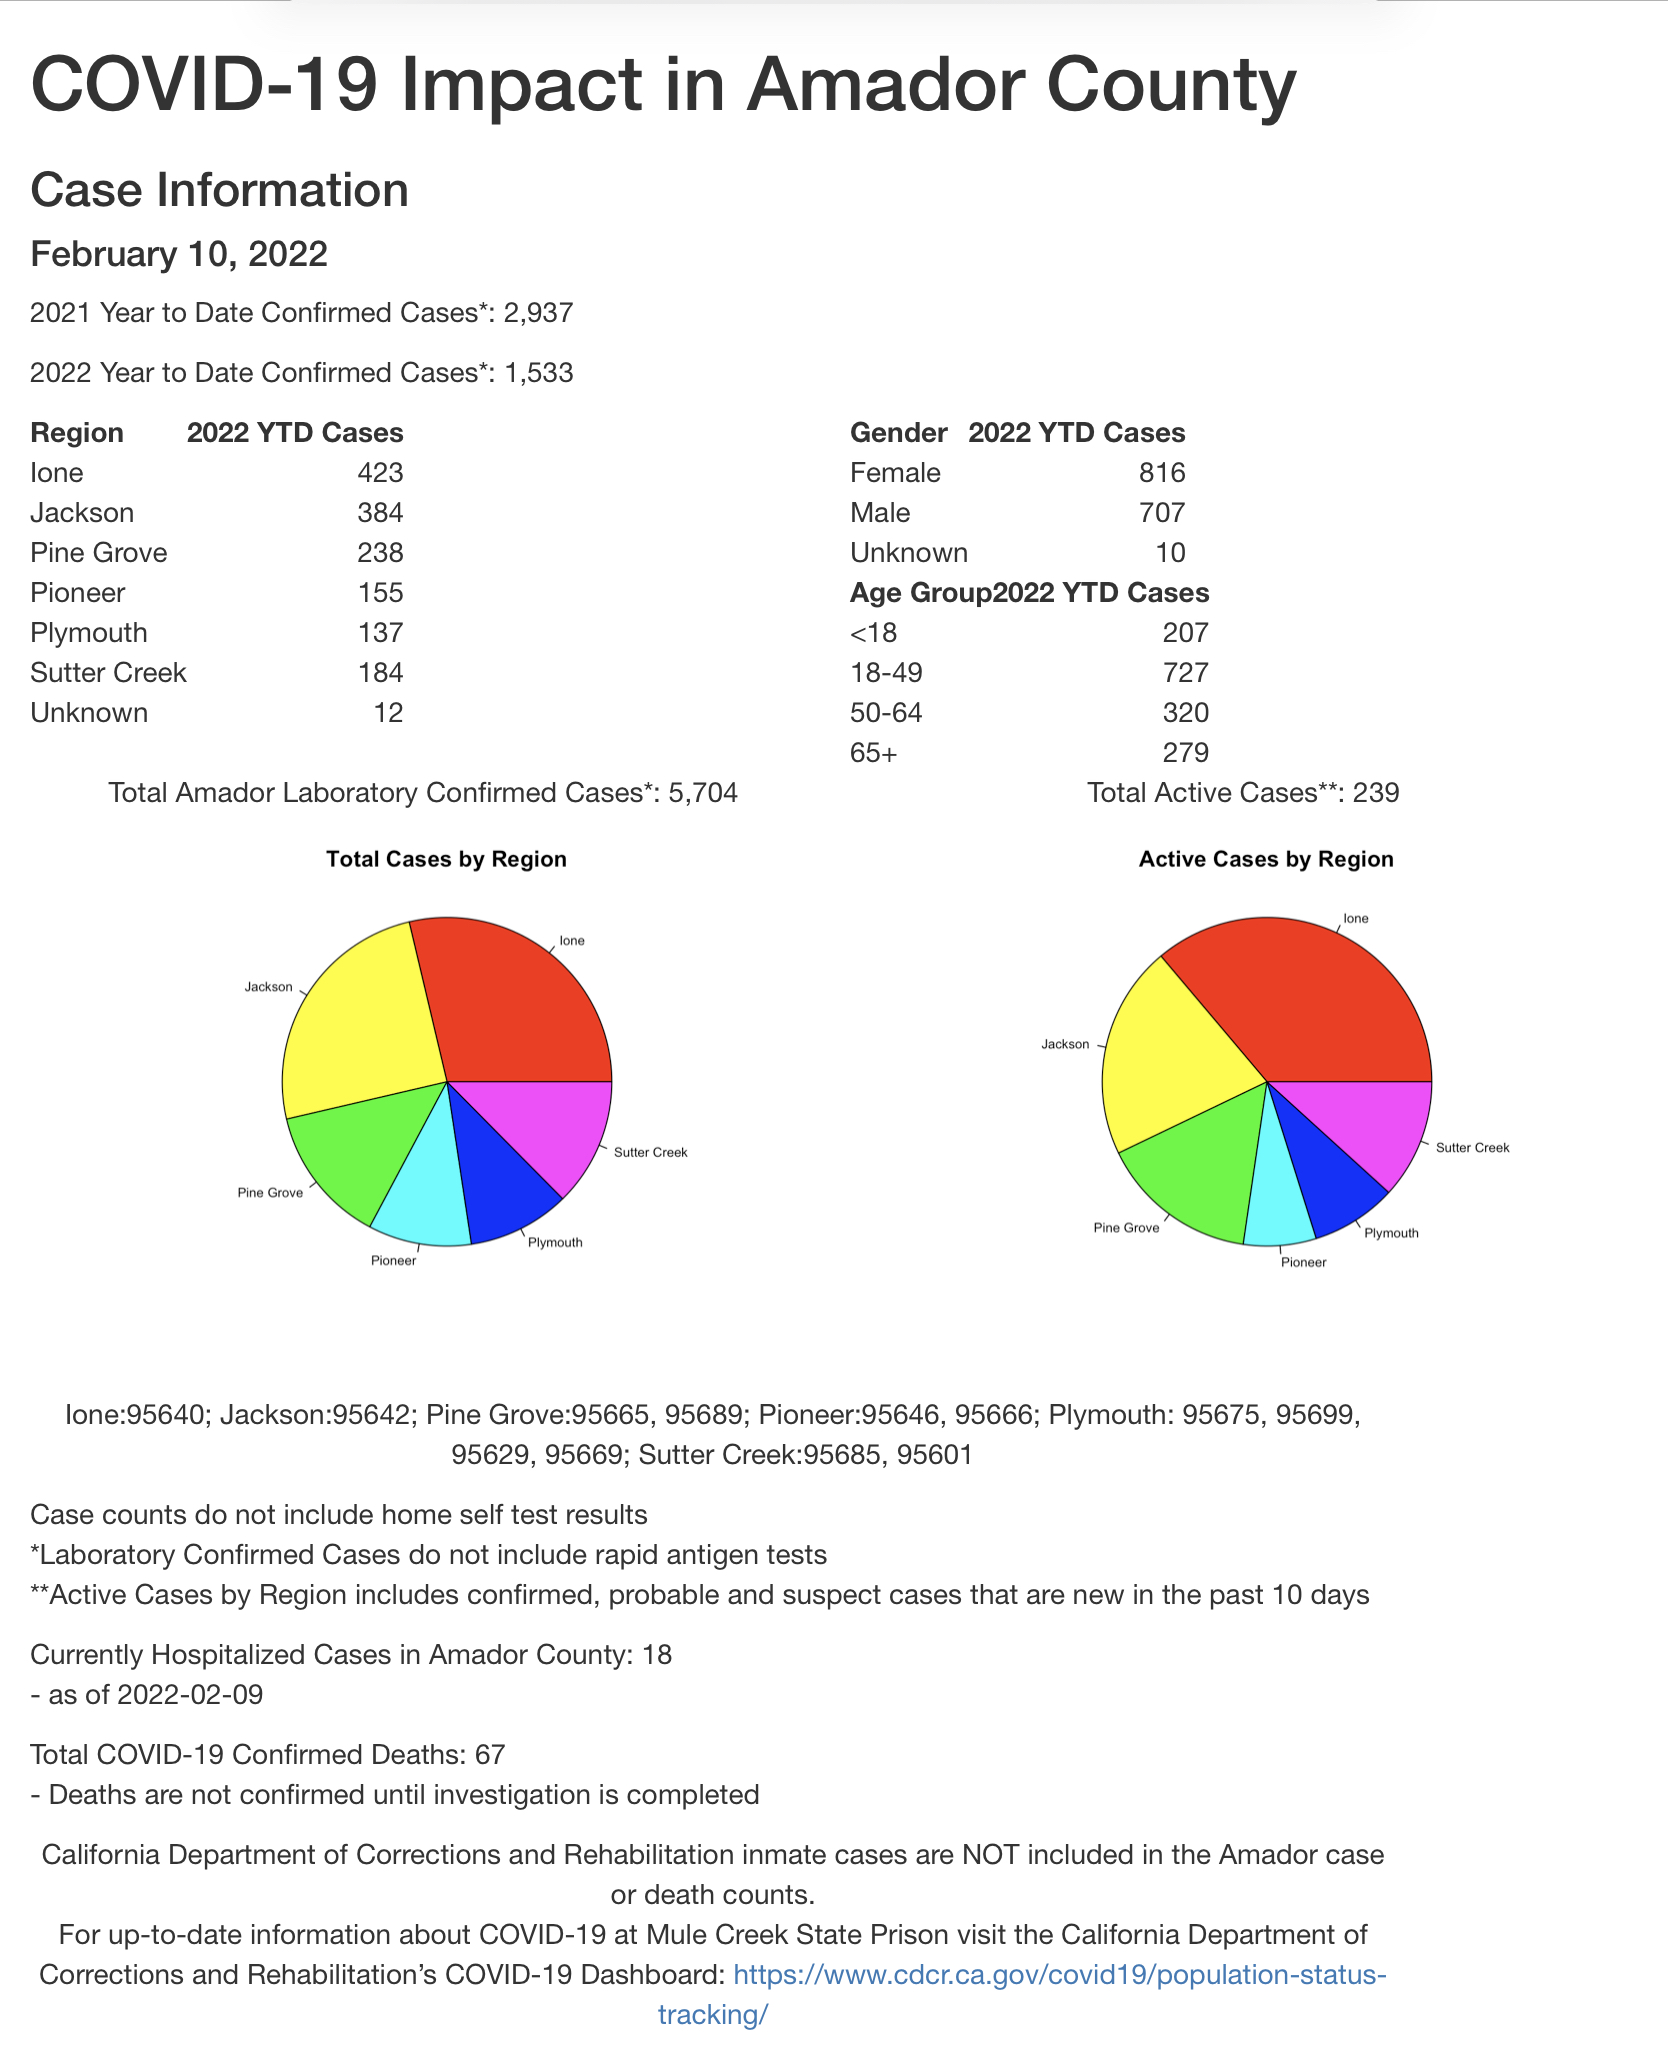 COVID-19 Impact in Amador County
Case Information
February 10, 2022
2021 Year to Date Confirmed Cases*: 2,937
2022 Year to Date Confirmed Cases*: 1,533
Region 2022 YTD Cases
Ione 423
Jackson 384
Pine Grove 238
Pioneer 155
Plymouth 137
Sutter Creek 184
Unknown 12
Gender 2022 YTD Cases
Female 816
Male 707
Unknown 10
Age Group2022 YTD Cases
<18 207
18-49 727
50-64 320
65+ 279
Total Amador Laboratory Confirmed Cases*: 5,704
Total Active Cases**: 239
Total Cases by Region
Ione
Jackson
Pine Grove
Pioneer
Plymouth
Sutter Creek
Active Cases by Region
Ione
Jackson
Pine Grove
Pioneer
Plymouth
Sutter Creek
Ione:95640; Jackson:95642; Pine Grove:95665, 95689; Pioneer:95646, 95666; Plymouth: 95675, 95699,
95629, 95669; Sutter Creek:95685, 95601
Case counts do not include home self test results
*Laboratory Confirmed Cases do not include rapid antigen tests
**Active Cases by Region includes confirmed, probable and suspect cases that are new in the past 10 days
Currently Hospitalized Cases in Amador County: 18
- as of 2022-02-09
Total COVID-19 Confirmed Deaths: 67
- Deaths are not confirmed until investigation is completed
California Department of Corrections and Rehabilitation inmate cases are NOT included in the Amador case
or death counts.
For up-to-date information about COVID-19 at Mule Creek State Prison visit the California Department of
Corrections and Rehabilitation’s COVID-19 Dashboard: https://www.cdcr.ca.gov/covid19/population-status-
tracking/